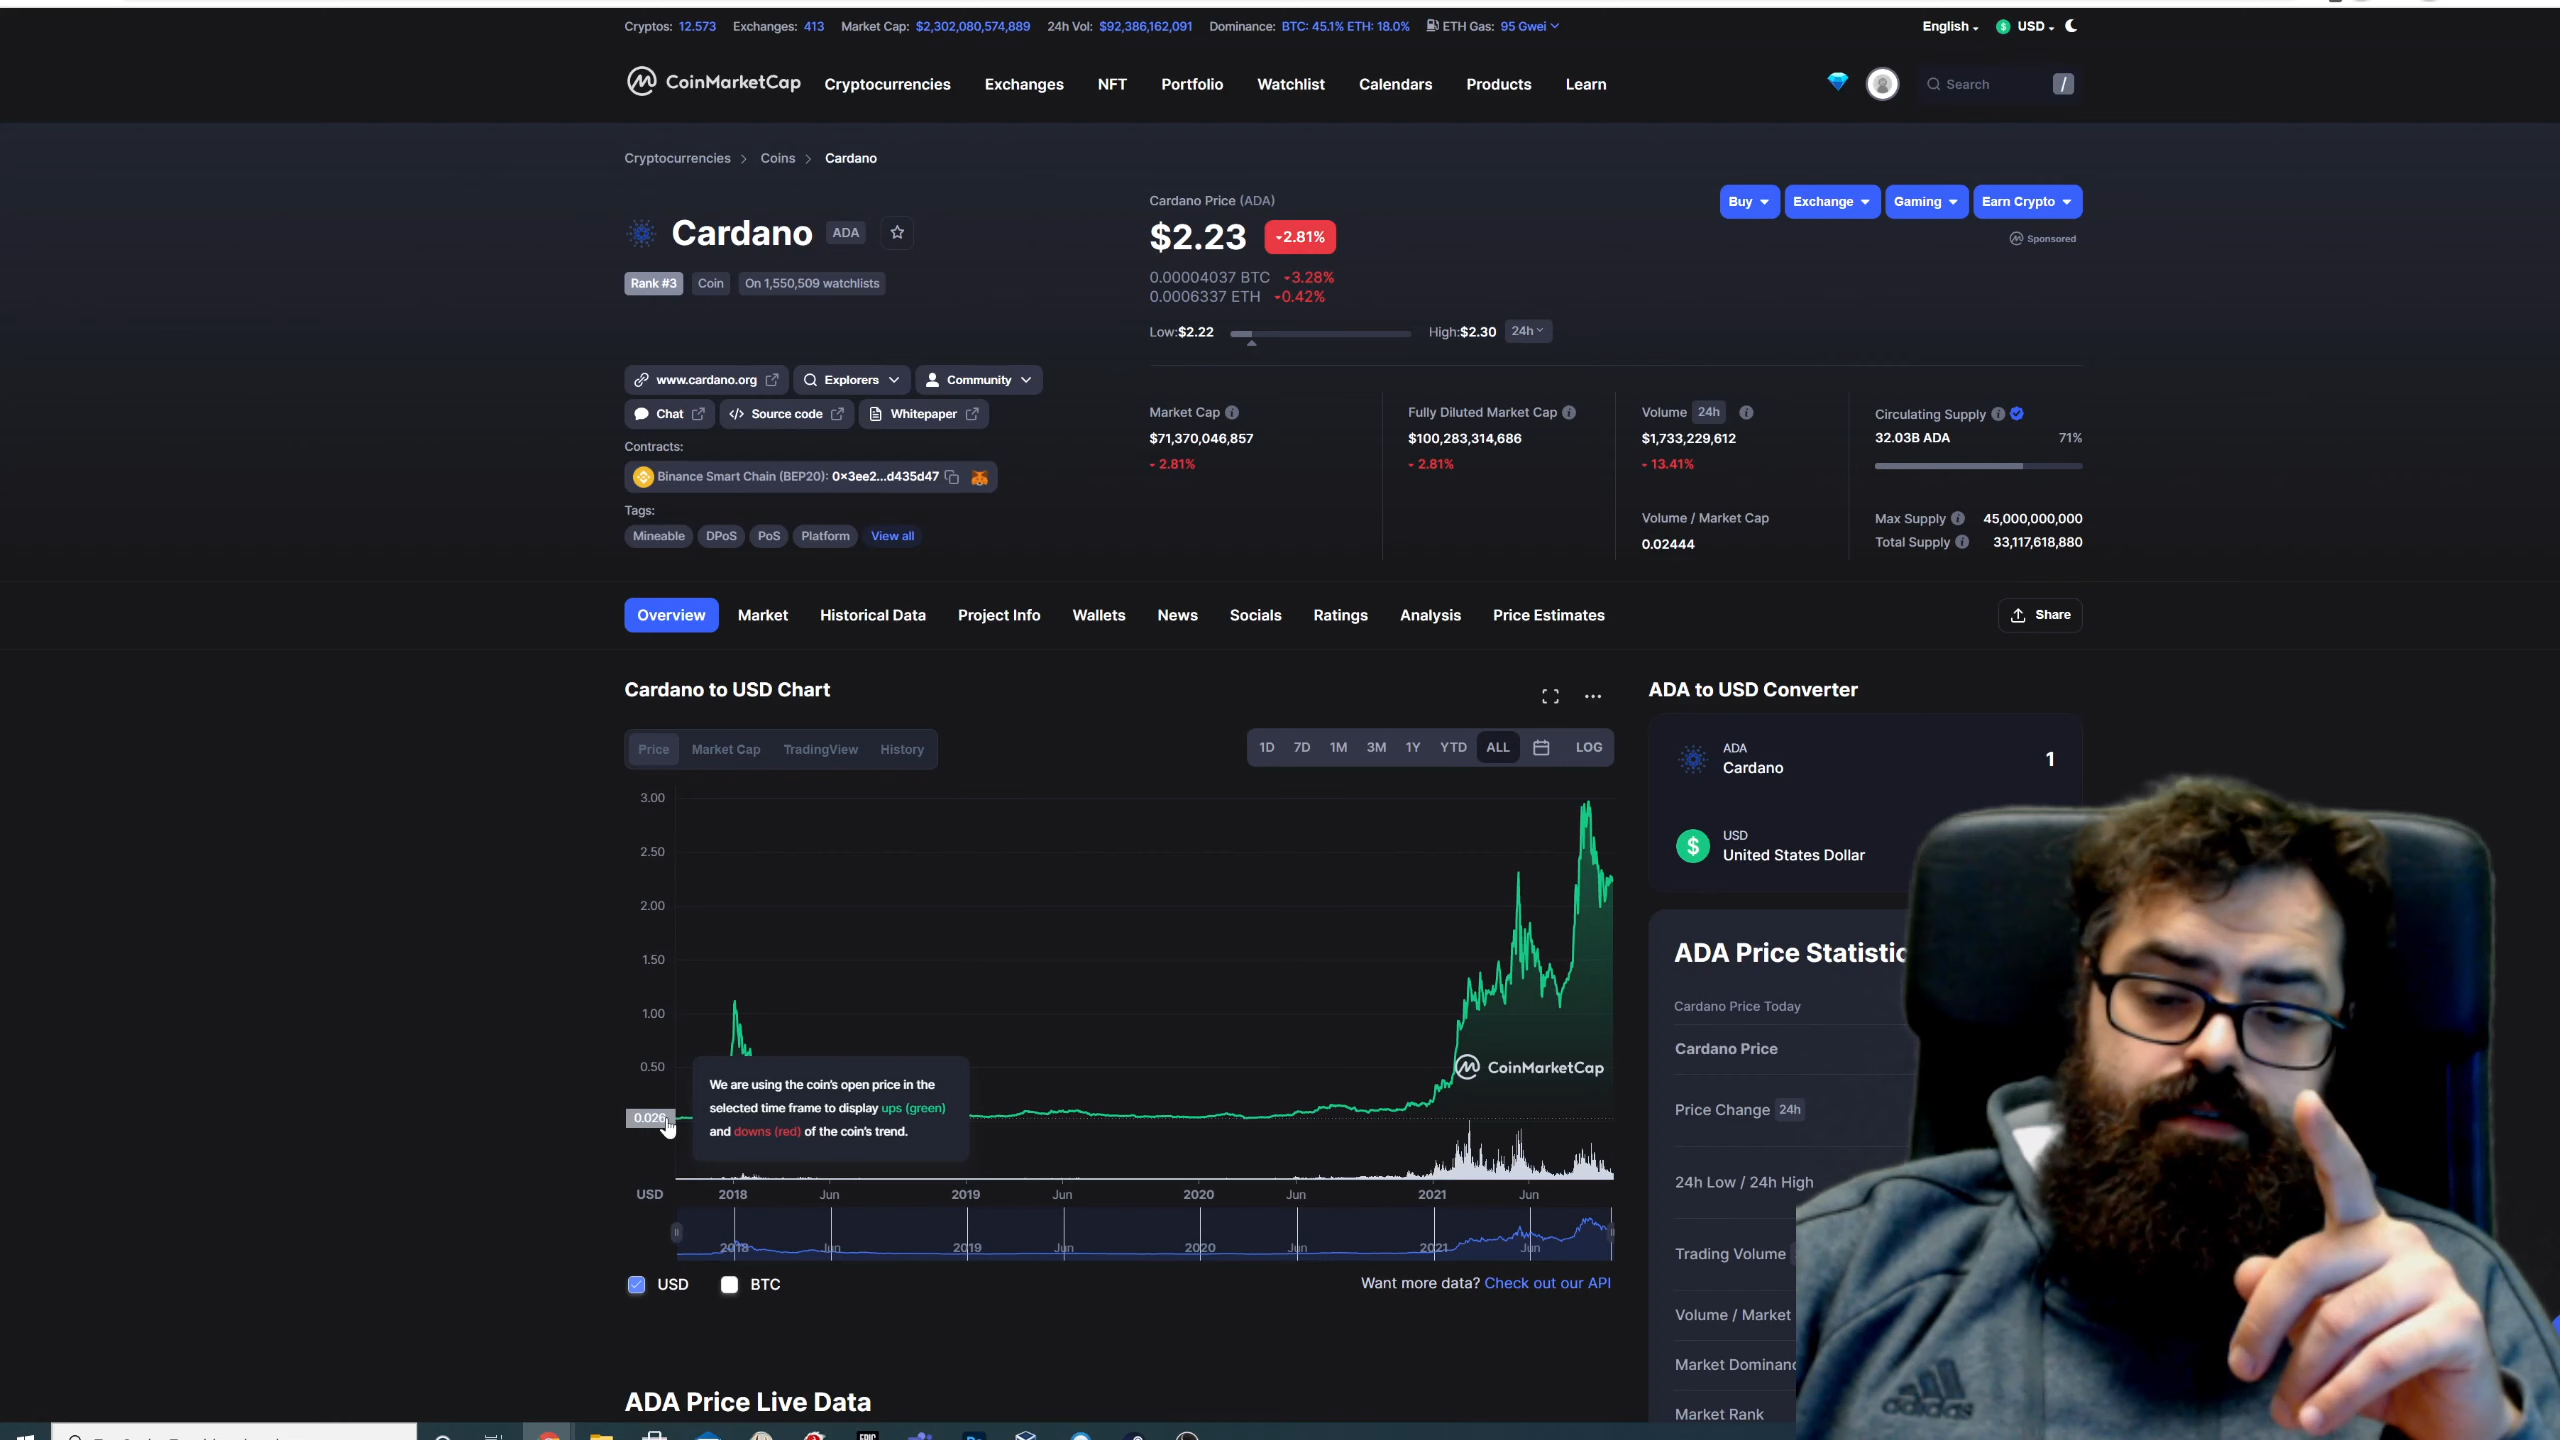 Cryptos: 12.573 Exchanges: 413 Market Cap: $2,302,080,574,889 24h Vol: $92,386,162,091 Dominance: BTC: 45.1% ETH: 18.0% ETH Gas: 95 Gwei English USD
CoinMarketCap Cryptocurrencies Exchanges NFT Portfolio Watchlist Calendars Products Learn Search /
Cryptocurrencies > Coins > Cardano
Cardano ADA
Rank #3 Coin On 1,550,509 watchlists
www.cardano.org Explorers Community
Chat Source code Whitepaper
Contracts:
Binance Smart Chain (BEP20): 0x3ee2...d435d47
Tags:
Mineable DPoS PoS Platform View all
Cardano Price (ADA)
$2.23 2.81%
0.00004037 BTC 3.28%
0.0006337 ETH 0.42%
Low:$2.22 High:$2.30 24h
Buy Exchange Gaming Earn Crypto
Sponsored
Market Cap
$71,370,046,857
2.81%
Fully Diluted Market Cap
$100,283,314,686
2.81%
Volume 24h
$1,733,229,612
13.41%
Volume / Market Cap
0.02444
Circulating Supply
32.03B ADA 71%
Max Supply 45,000,000,000
Total Supply 33,117,618,880
Overview Market Historical Data Project Info Wallets News Socials Ratings Analysis Price Estimates Share
Cardano to USD Chart
Price Market Cap TradingView History 1D 7D 1M 3M 1Y YTD ALL LOG
3.00
2.50
2.00
1.50
1.00
0.50
0.026
We are using the coin's open price in the
selected time frame to display ups (green)
and downs (red) of the coin's trend.
CoinMarketCap
USD 2018 Jun 2019 Jun 2020 Jun 2021 Jun
2018 Jun 2019 Jun 2020 Jun 2021 Jun
USD BTC Want more data? Check out our API
ADA Price Live Data
ADA to USD Converter
ADA
Cardano 1
USD
United States Dollar
ADA Price
Cardano Price Today
Cardano Price
Price Change 24h
24h Low / 24h High
Trading Volume
Volume / Market
Market
Market Rank
adidas
EPIC